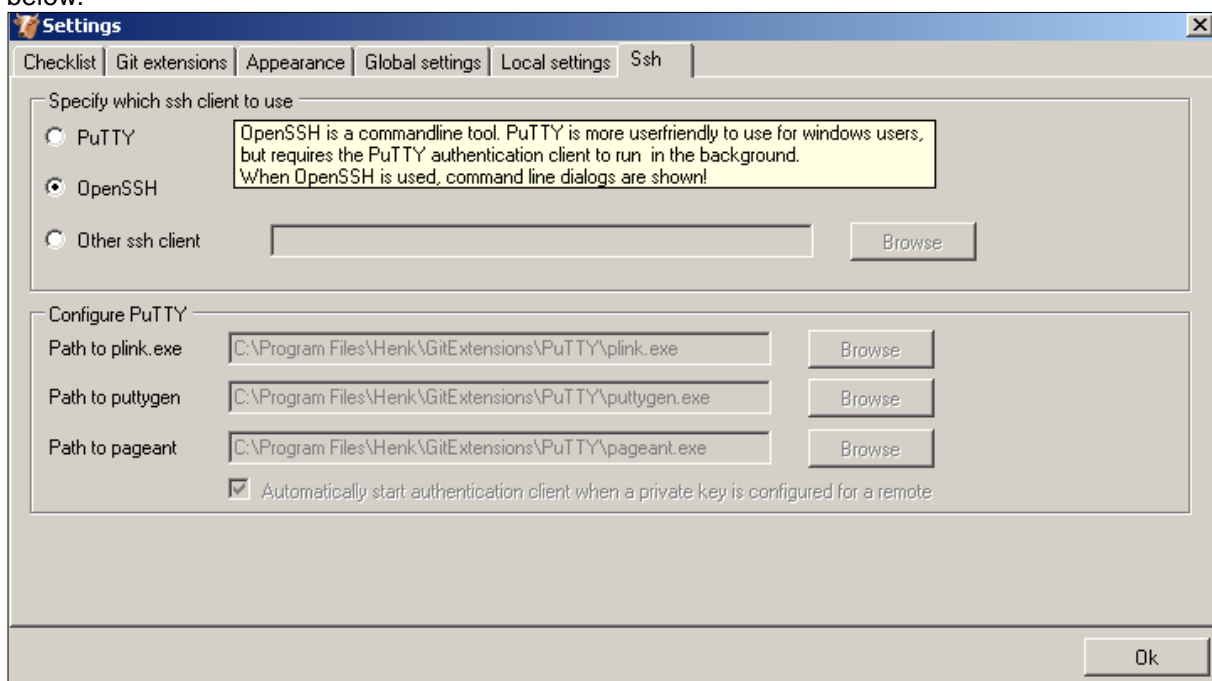 below.
Settings
Checklist Git extensions Appearance Global settings Local settings Ssh
Specify which ssh client to use
PuTTY
OpenSSH is a commandline tool. PuTTY is more userfriendly to use for windows users,
but requires the PuTTY authentication client to run in the background.
When OpenSSH is used, command line dialogs are shown!
OpenSSH
Other ssh client
Browse
Configure PuTTY
Path to plink.exe C:\Program Files\Henk\GitExtensions\PuTTY\plink.exe Browse
Path to puttygen C:\Program Files\Henk\GitExtensions\PuTTY\puttygen.exe Browse
Path to pageant C:\Program Files\Henk\GitExtensions\PuTTY\pageant.exe Browse
Automatically start authentication client when a private key is configured for a remote
Ok